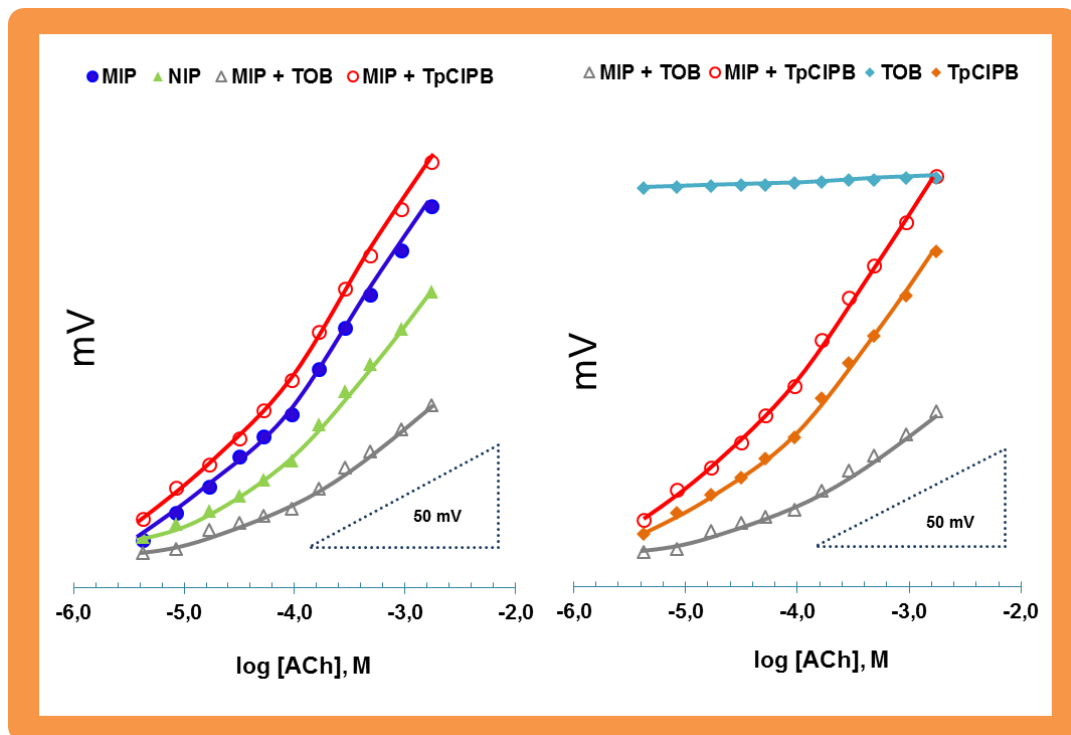 MIP NIP MIP + TOB MIP + TpClPB
mV
50 mV
-6,0 -5,0 -4,0 -3,0 -2,0
log [ACh], M
MIP + TOB MIP + TpClPB TOB TpClPB
mV
50 mV
-6,0 -5,0 -4,0 -3,0 -2,0
log [ACh], M